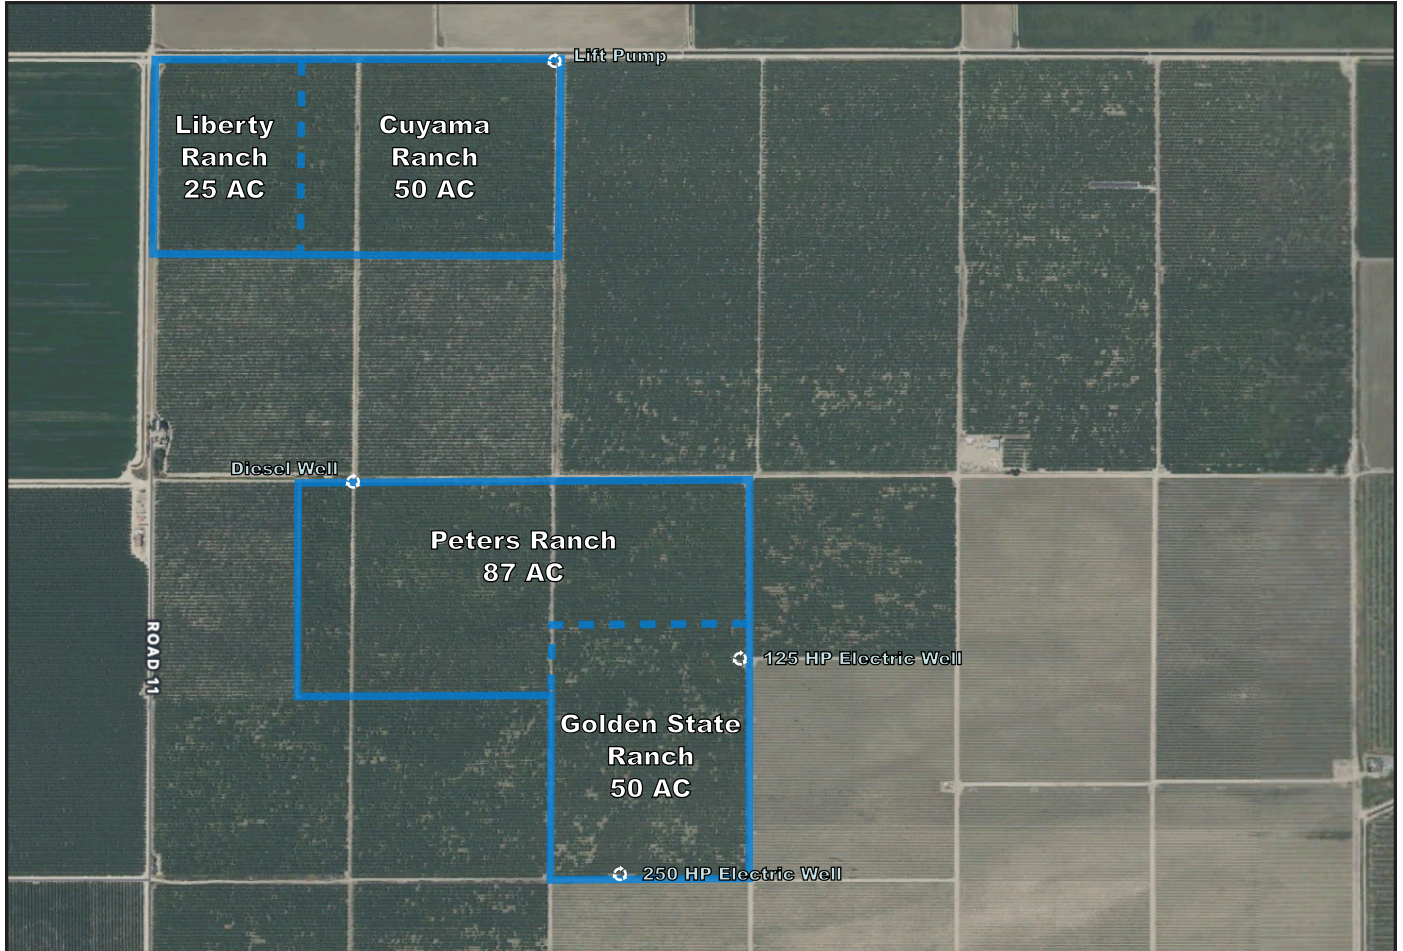 Lift Pump
Liberty
Ranch
25 AC
Cuyama
Ranch
50 AC
Diesel Well
Peters Ranch
87 AC
ROAD 11
125 HP Electric Well
Golden State
Ranch
50 AC
250 HP Electric Well